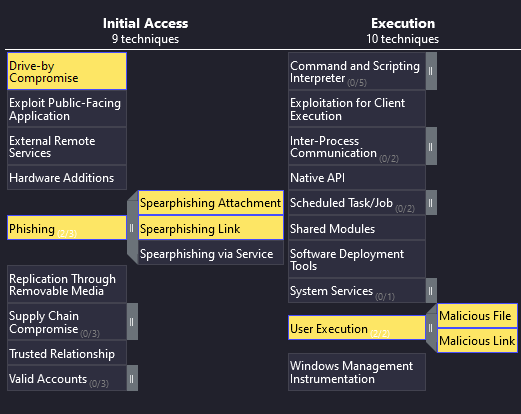 Initial Access
9 techniques
Drive-by
Compromise
Exploit Public-Facing
Application
External Remote
Services
Hardware Additions
Phishing (2/3)
Spearphishing Attachment
Spearphishing Link
Spearphishing via Service
Replication Through
Removable Media
Supply Chain
Compromise (0/3)
Trusted Relationship
Valid Accounts (0/3)
Execution
10 techniques
Command and Scripting
Interpreter (0/5)
Exploitation for Client
Execution
Inter-Process
Communication (0/2)
Native API
Scheduled Task/Job (0/2)
Shared Modules
Software Deployment
Tools
System Services (0/1)
User Execution (2/2)
Malicious File
Malicious Link
Windows Management
Instrumentation